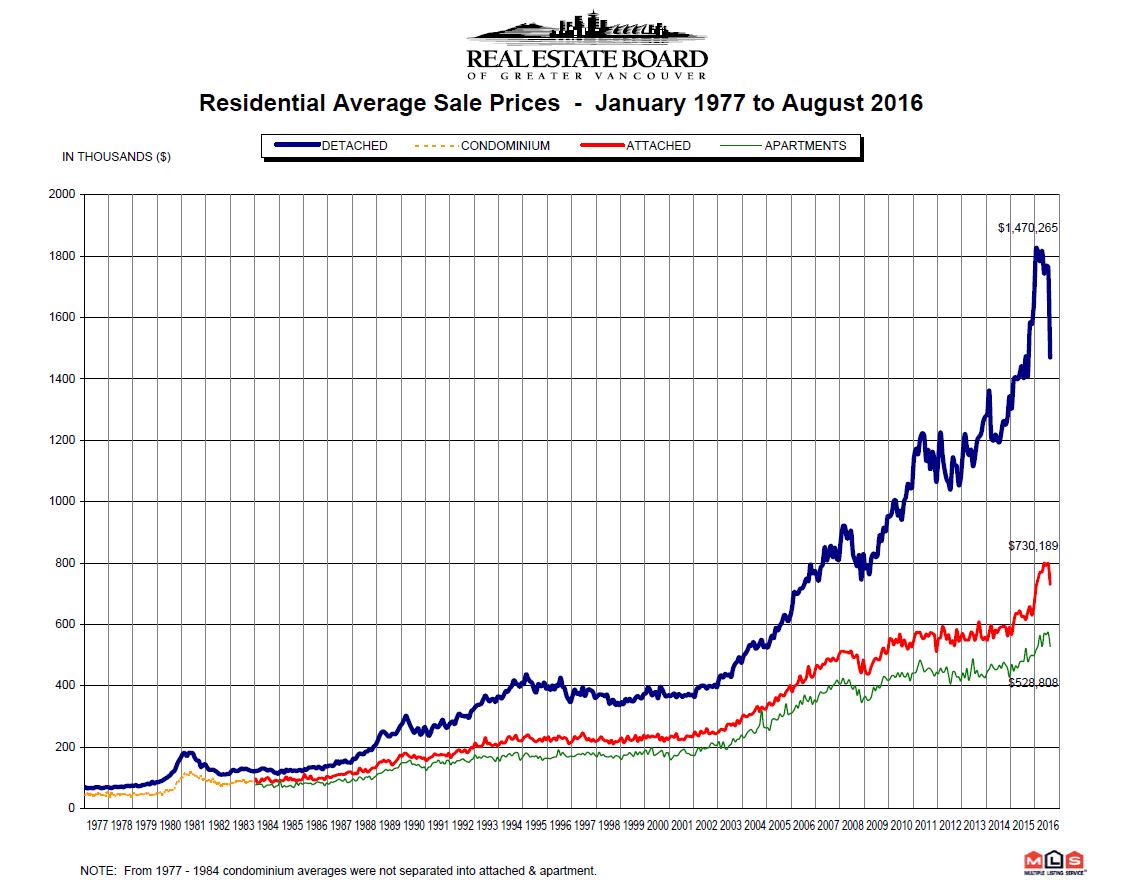 REAL ESTATE BOARD
OF GREATER VANCOUVER
Residential Average Sale Prices - January 1977 to August 2016
DETACHED CONDOMINIUM ATTACHED APARTMENTS
IN THOUSANDS ($)
2000
$1,470,265
1800
1600
1400
1200
1000
$730,189
800
600
$528,808
400
200
0
1977 1978 1979 1980 1981 1982 1983 1984 1985 1986 1987 1988 1989 1990 1991 1992 1993 1994 1995 1996 1997 1998 1999 2000 2001 2002 2003 2004 2005 2006 2007 2008 2009 2010 2011 2012 2013 2014 2015 2016
NOTE: From 1977 - 1984 condominium averages were not separated into attached & apartment.
MLS
MULTIPLE LISTING SERVICE